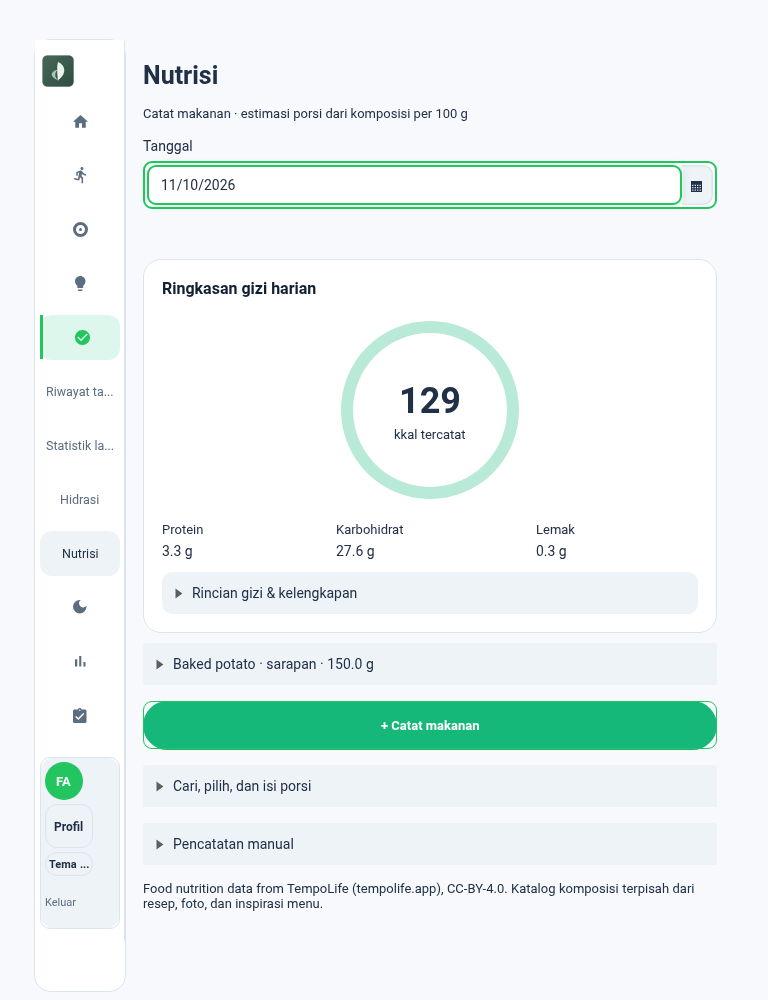 Nutrisi
Catat makanan · estimasi porsi dari komposisi per 100 g
Tanggal
11/10/2026
Ringkasan gizi harian
129
kkal tercatat
Protein
3.3 g
Karbohidrat
27.6 g
Lemak
0.3 g
Rincian gizi & kelengkapan
Baked potato · sarapan · 150.0 g
+ Catat makanan
Cari, pilih, dan isi porsi
Pencatatan manual
Food nutrition data from TempoLife (tempolife.app), CC-BY-4.0. Katalog komposisi terpisah dari
resep, foto, dan inspirasi menu.
Riwayat ta...
Statistik la...
Hidrasi
Nutrisi
FA
Profil
Tema ...
Keluar